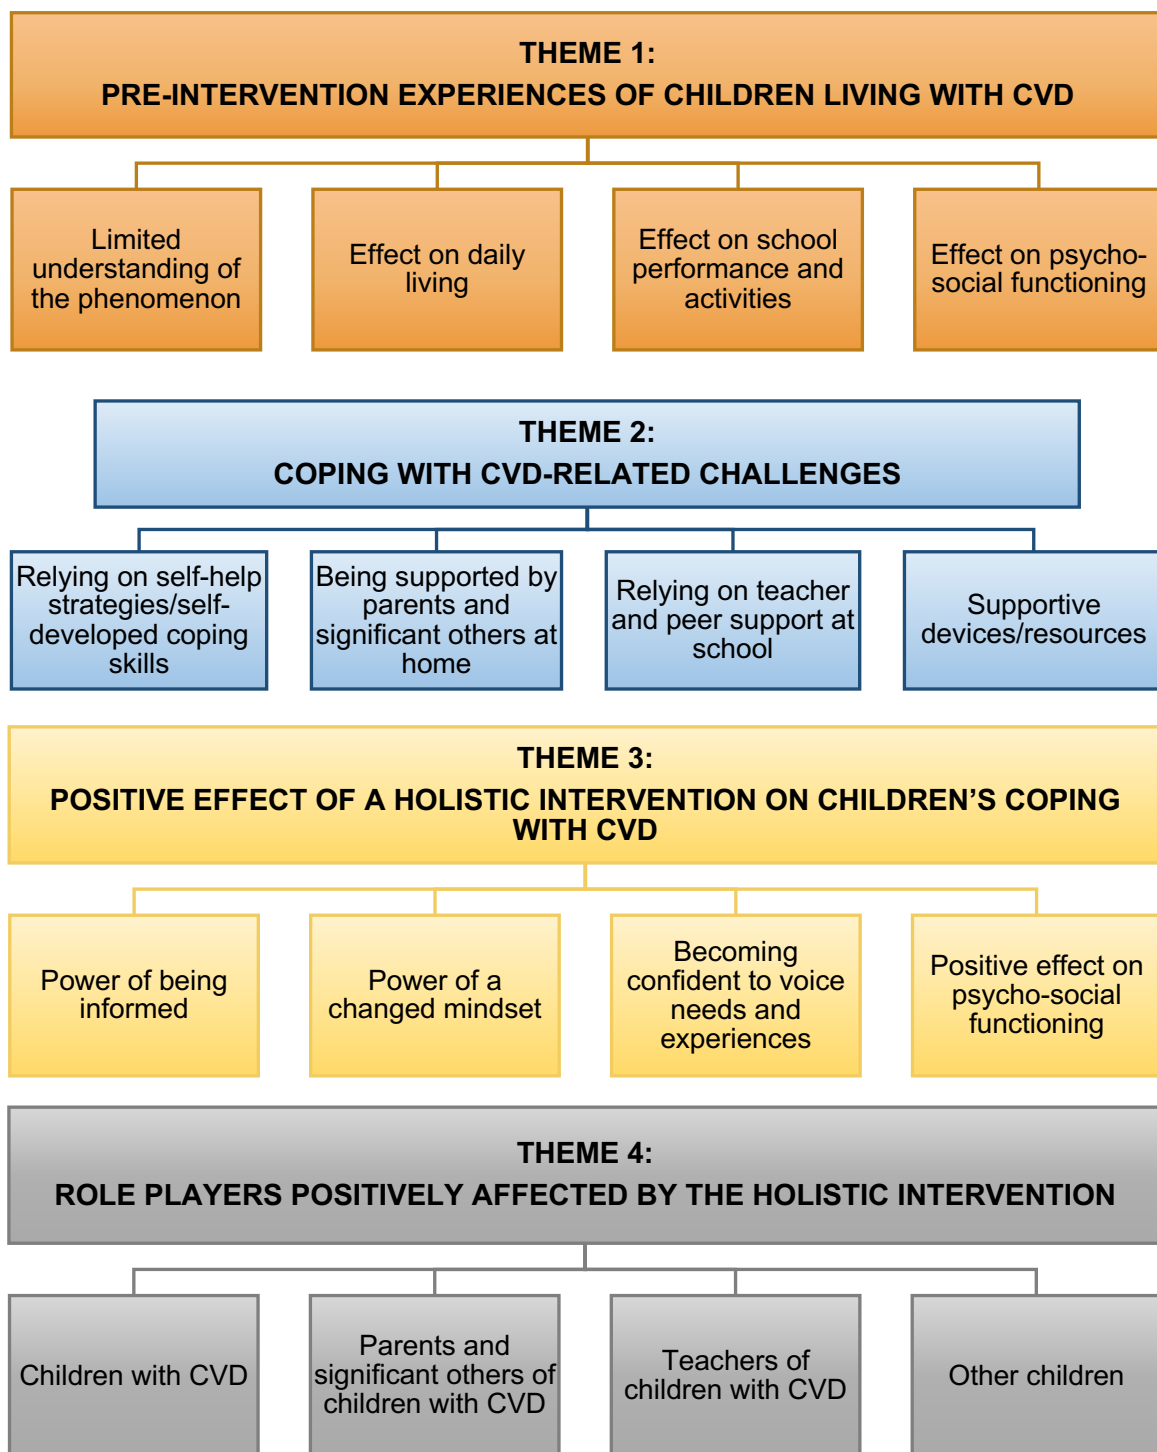 THEME 1:
PRE-INTERVENTION EXPERIENCES OF CHILDREN LIVING WITH CVD
Limited
understanding of
the phenomenon
Effect on daily
living
Effect on school
performance and
activities
Effect on psycho-
social functioning
THEME 2:
COPING WITH CVD-RELATED CHALLENGES
Relying on self-help
strategies/self-
developed coping
skills
Being supported by
parents and
significant others at
home
Relying on teacher
and peer support at
school
Supportive
devices/resources
THEME 3:
POSITIVE EFFECT OF A HOLISTIC INTERVENTION ON CHILDREN’S COPING
WITH CVD
Power of being
informed
Power of a
changed mindset
Becoming
confident to voice
needs and
experiences
Positive effect on
psycho-social
functioning
THEME 4:
ROLE PLAYERS POSITIVELY AFFECTED BY THE HOLISTIC INTERVENTION
Children with CVD
Parents and
significant others of
children with CVD
Teachers of
children with CVD
Other children